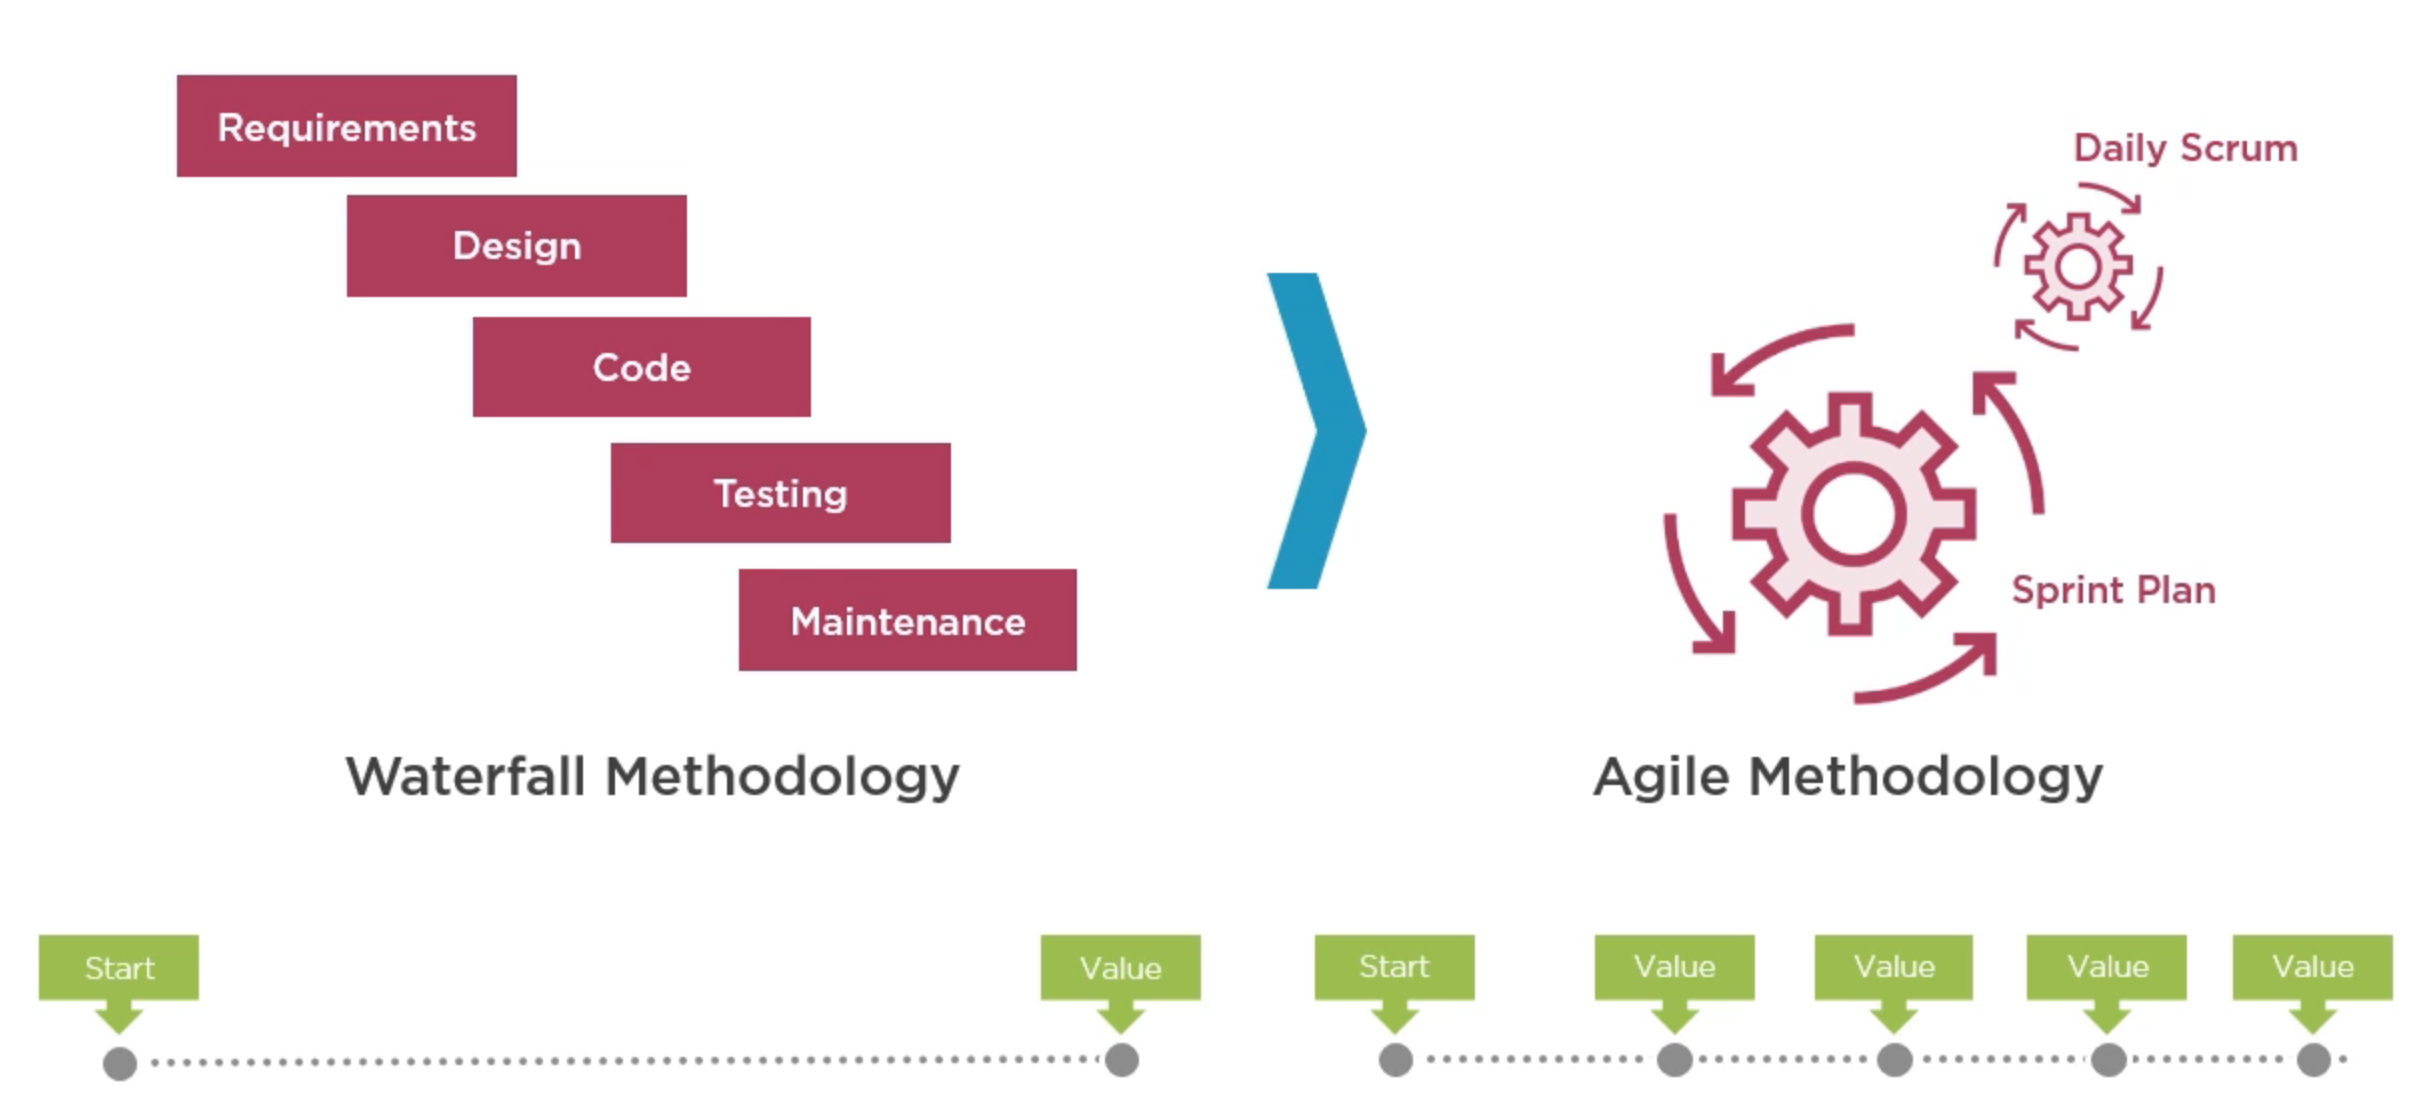 Requirements
Design
Code
Testing
Maintenance
Waterfall Methodology
Start
Value
Daily Scrum
Sprint Plan
Agile Methodology
Start
Value
Value
Value
Value